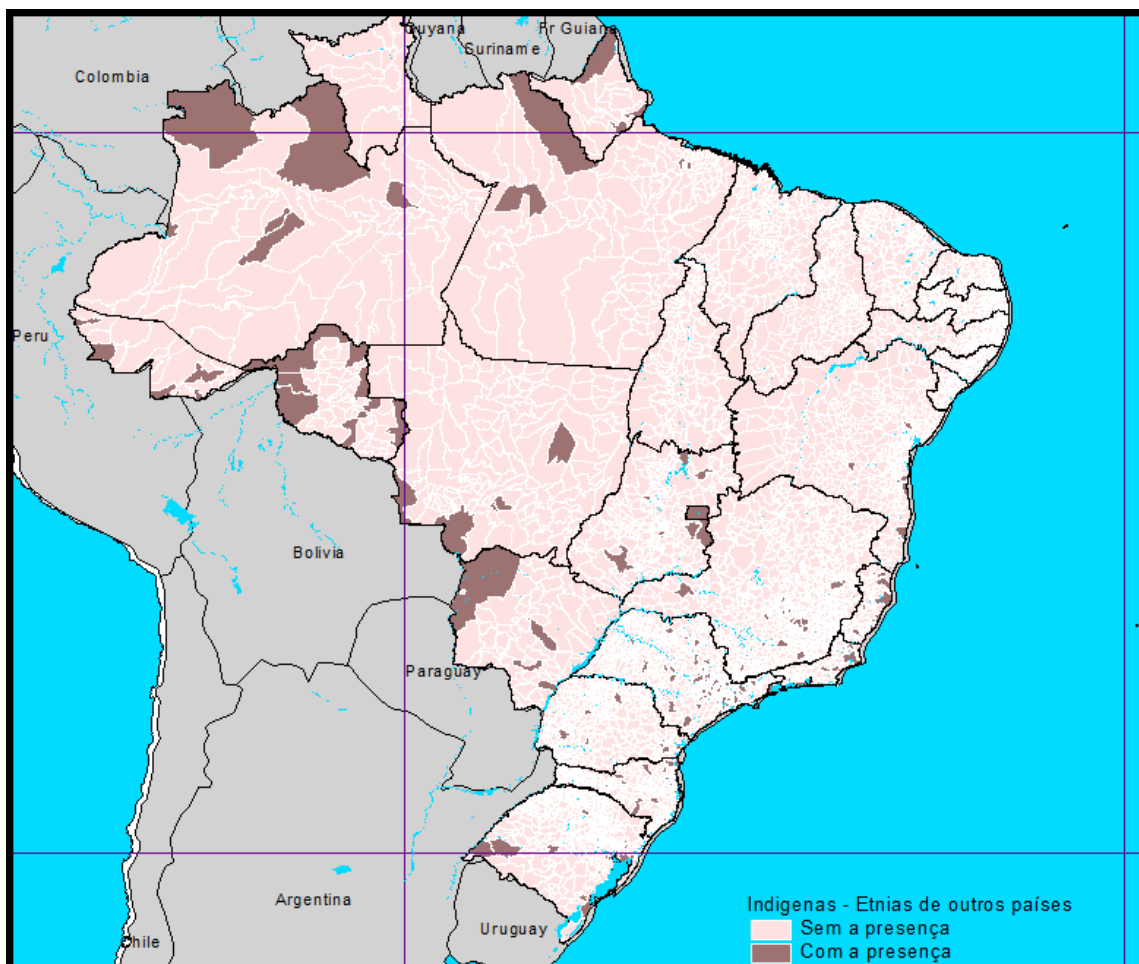 Guyana
Fr Guiana
Suriname
Colombia
Peru
Bolivia
Paraguay
Argentina
Uruguay
Chile
Indigenas - Etnias de outros países
Sem a presença
Com a presença